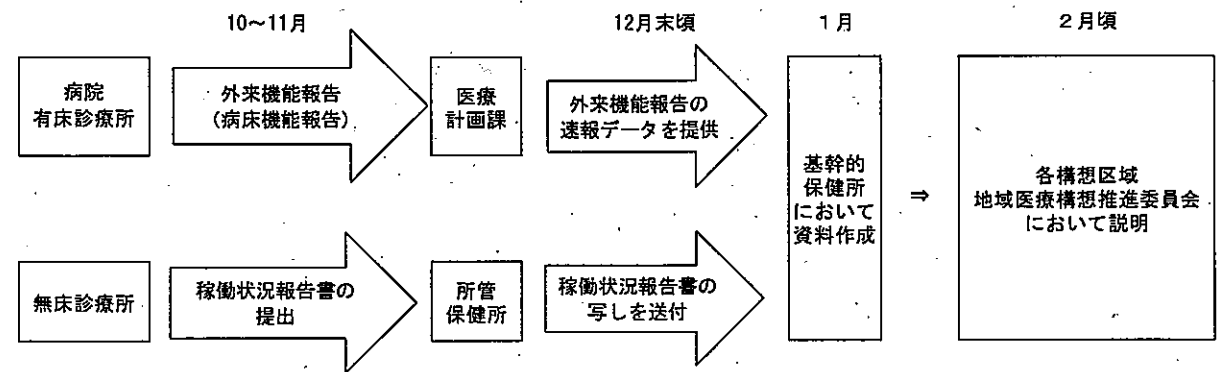 10~11月
12月末頃
1月
2月頃
病院
有床診療所
外来機能報告
(病床機能報告)
医療
計画課
外来機能報告の
速報データを提供
無床診療所
稼働状況報告書の
提出
所管
保健所
稼働状況報告書の
写しを送付
基幹的
保健所
において
資料作成
⇒
各構想区域
地域医療構想推進委員会
において説明